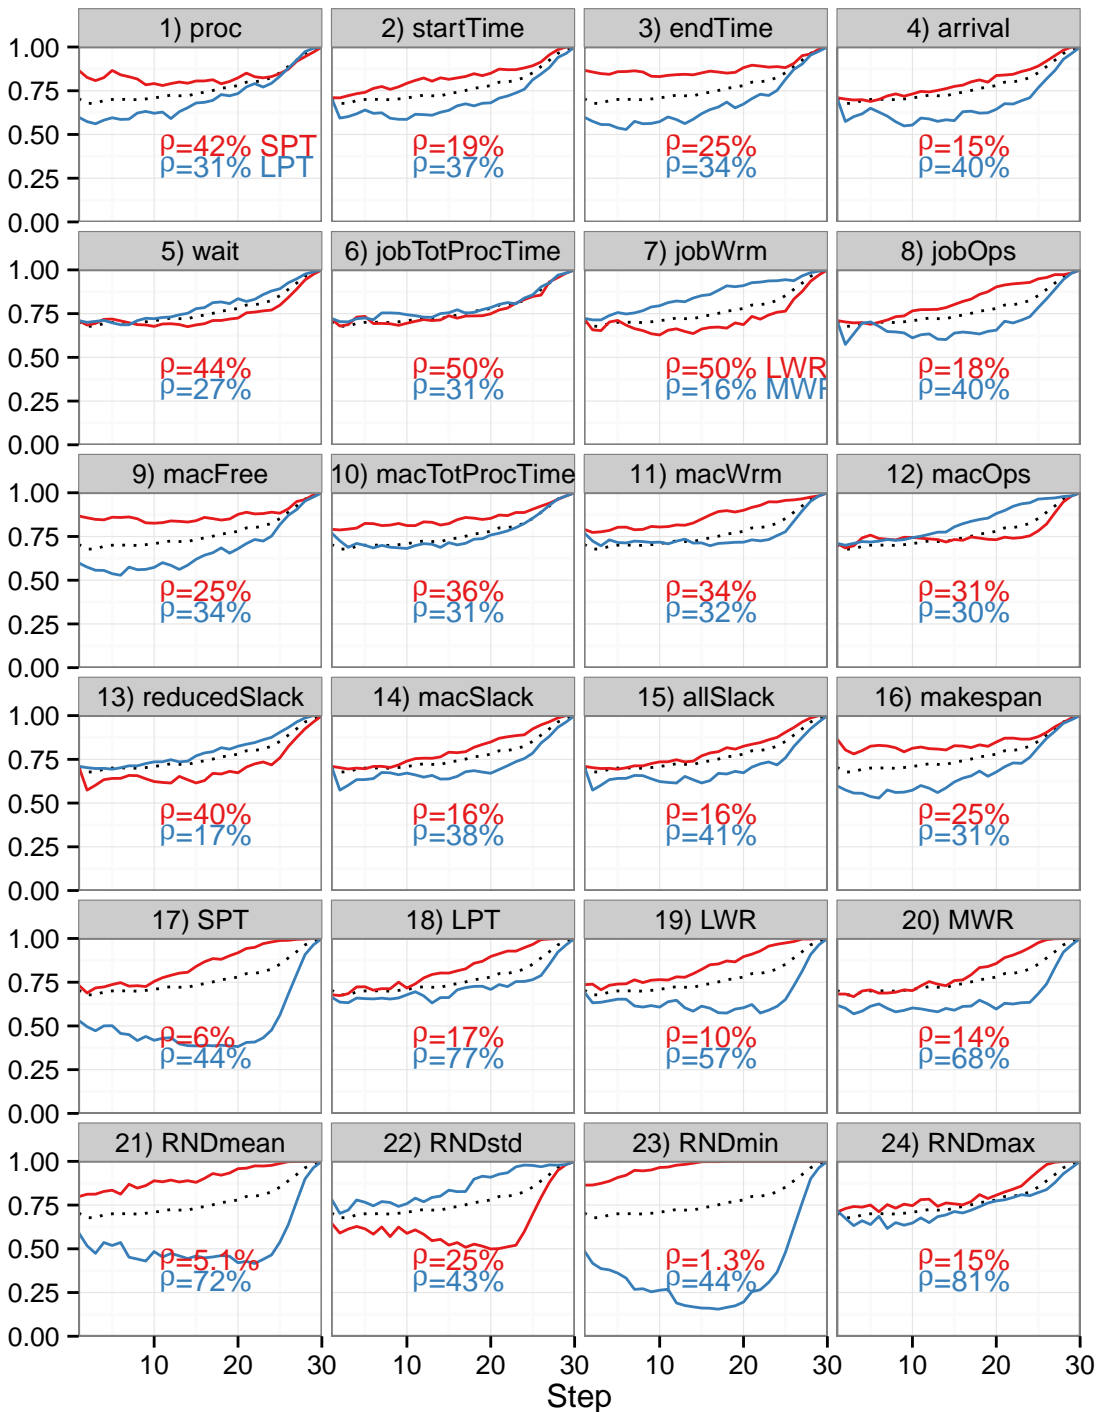 1) proc
2) startTime
3) endTime
4) arrival
1.00
0.75
0.50
0.25
0.00
ρ=42% SPT
ρ=31% LPT
ρ=19%
ρ=37%
ρ=25%
ρ=34%
ρ=15%
ρ=40%
5) wait
6) jobTotProcTime
7) jobWrm
8) jobOps
1.00
0.75
0.50
0.25
0.00
ρ=44%
ρ=27%
ρ=50%
ρ=31%
ρ=50% LWR
ρ=16% MWR
ρ=18%
ρ=40%
9) macFree
10) macTotProcTime
11) macWrm
12) macOps
1.00
0.75
0.50
0.25
0.00
ρ=25%
ρ=34%
ρ=36%
ρ=31%
ρ=34%
ρ=32%
ρ=31%
ρ=30%
13) reducedSlack
14) macSlack
15) allSlack
16) makespan
1.00
0.75
0.50
0.25
0.00
ρ=40%
ρ=17%
ρ=16%
ρ=38%
ρ=16%
ρ=41%
ρ=25%
ρ=31%
17) SPT
18) LPT
19) LWR
20) MWR
1.00
0.75
0.50
0.25
0.00
ρ=6%
ρ=44%
ρ=17%
ρ=77%
ρ=10%
ρ=57%
ρ=14%
ρ=68%
21) RNDmean
22) RNDstd
23) RNDmin
24) RNDmax
1.00
0.75
0.50
0.25
0.00
ρ=5.1%
ρ=72%
ρ=25%
ρ=43%
ρ=1.3%
ρ=44%
ρ=15%
ρ=81%
10 20 30 10 20 30 10 20 30 10 20 30
Step